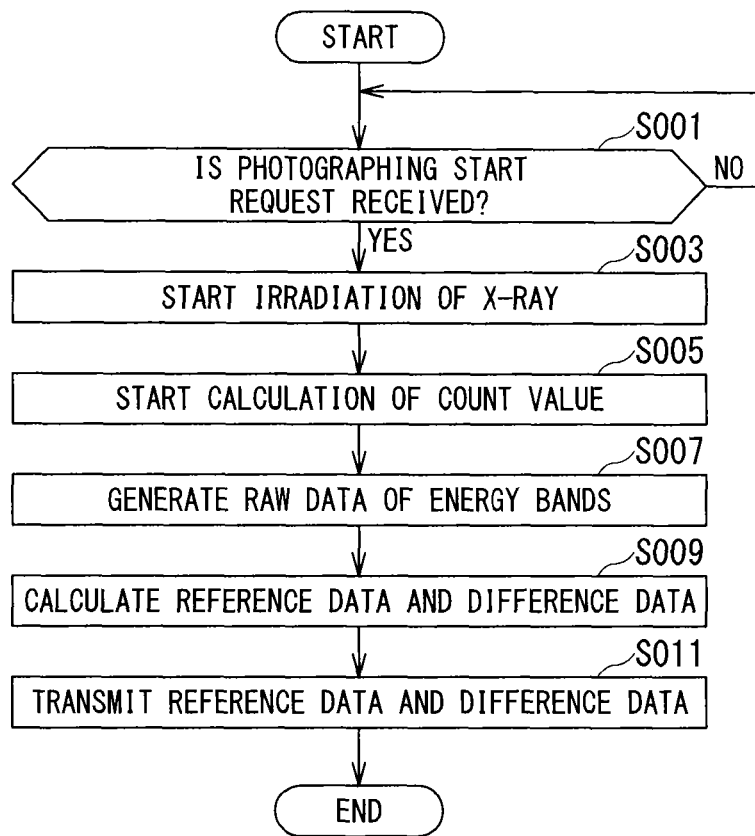 START
S001
IS PHOTOGRAPHING START
REQUEST RECEIVED?
NO
YES
S003
START IRRADIATION OF X-RAY
S005
START CALCULATION OF COUNT VALUE
S007
GENERATE RAW DATA OF ENERGY BANDS
S009
CALCULATE REFERENCE DATA AND DIFFERENCE DATA
S011
TRANSMIT REFERENCE DATA AND DIFFERENCE DATA
END